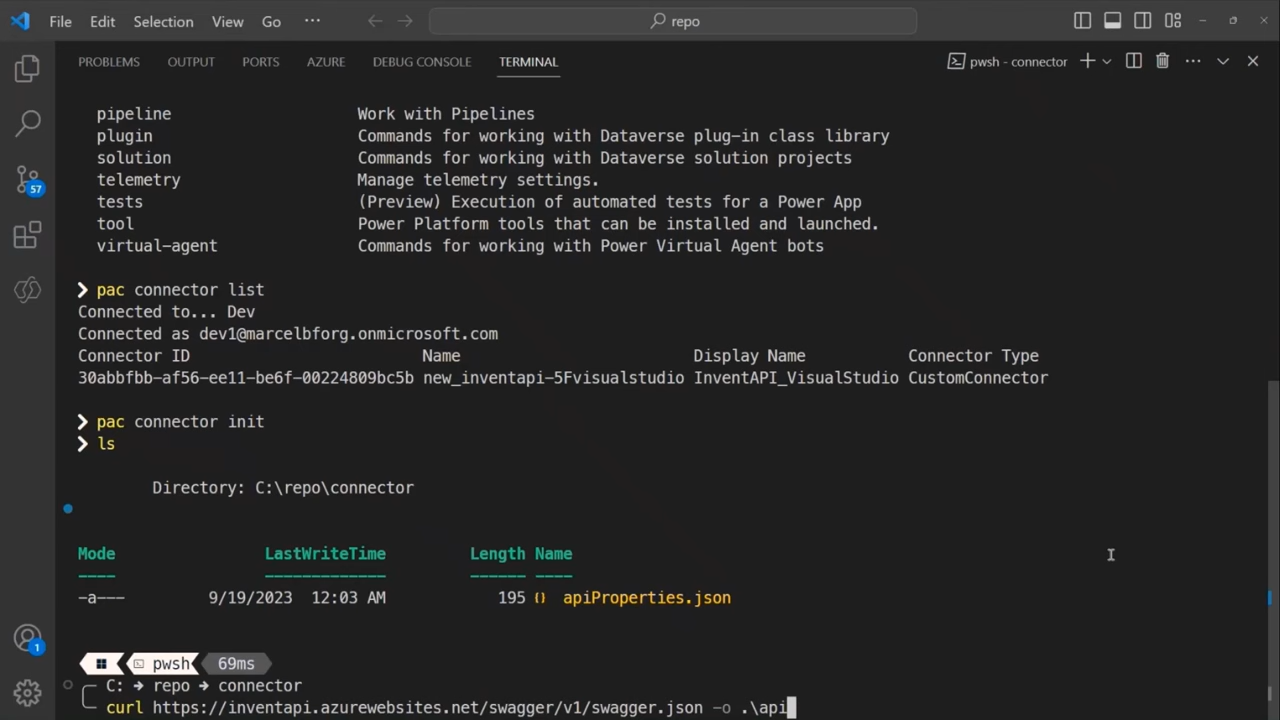 File Edit Selection View Go ··· repo
57
1
PROBLEMS OUTPUT PORTS AZURE DEBUG CONSOLE TERMINAL pwsh - connector
pipeline Work with Pipelines
plugin Commands for working with Dataverse plug-in class library
solution Commands for working with Dataverse solution projects
telemetry Manage telemetry settings.
tests (Preview) Execution of automated tests for a Power App
tool Power Platform tools that can be installed and launched.
virtual-agent Commands for working with Power Virtual Agent bots
❯ pac connector list
Connected to... Dev
Connected as dev1@marcelbforg.onmicrosoft.com
Connector ID Name Display Name Connector Type
30abbfbb-af56-ee11-be6f-00224809bc5b new_inventapi-5Fvisualstudio InventAPI_VisualStudio CustomConnector
❯ pac connector init
❯ ls
Directory: C:\repo\connector
Mode LastWriteTime Length Name
---- ------------- ------ ----
-a--- 9/19/2023 12:03 AM 195 {} apiProperties.json
pwsh 69ms
C: → repo → connector
curl https://inventapi.azurewebsites.net/swagger/v1/swagger.json -o .\api